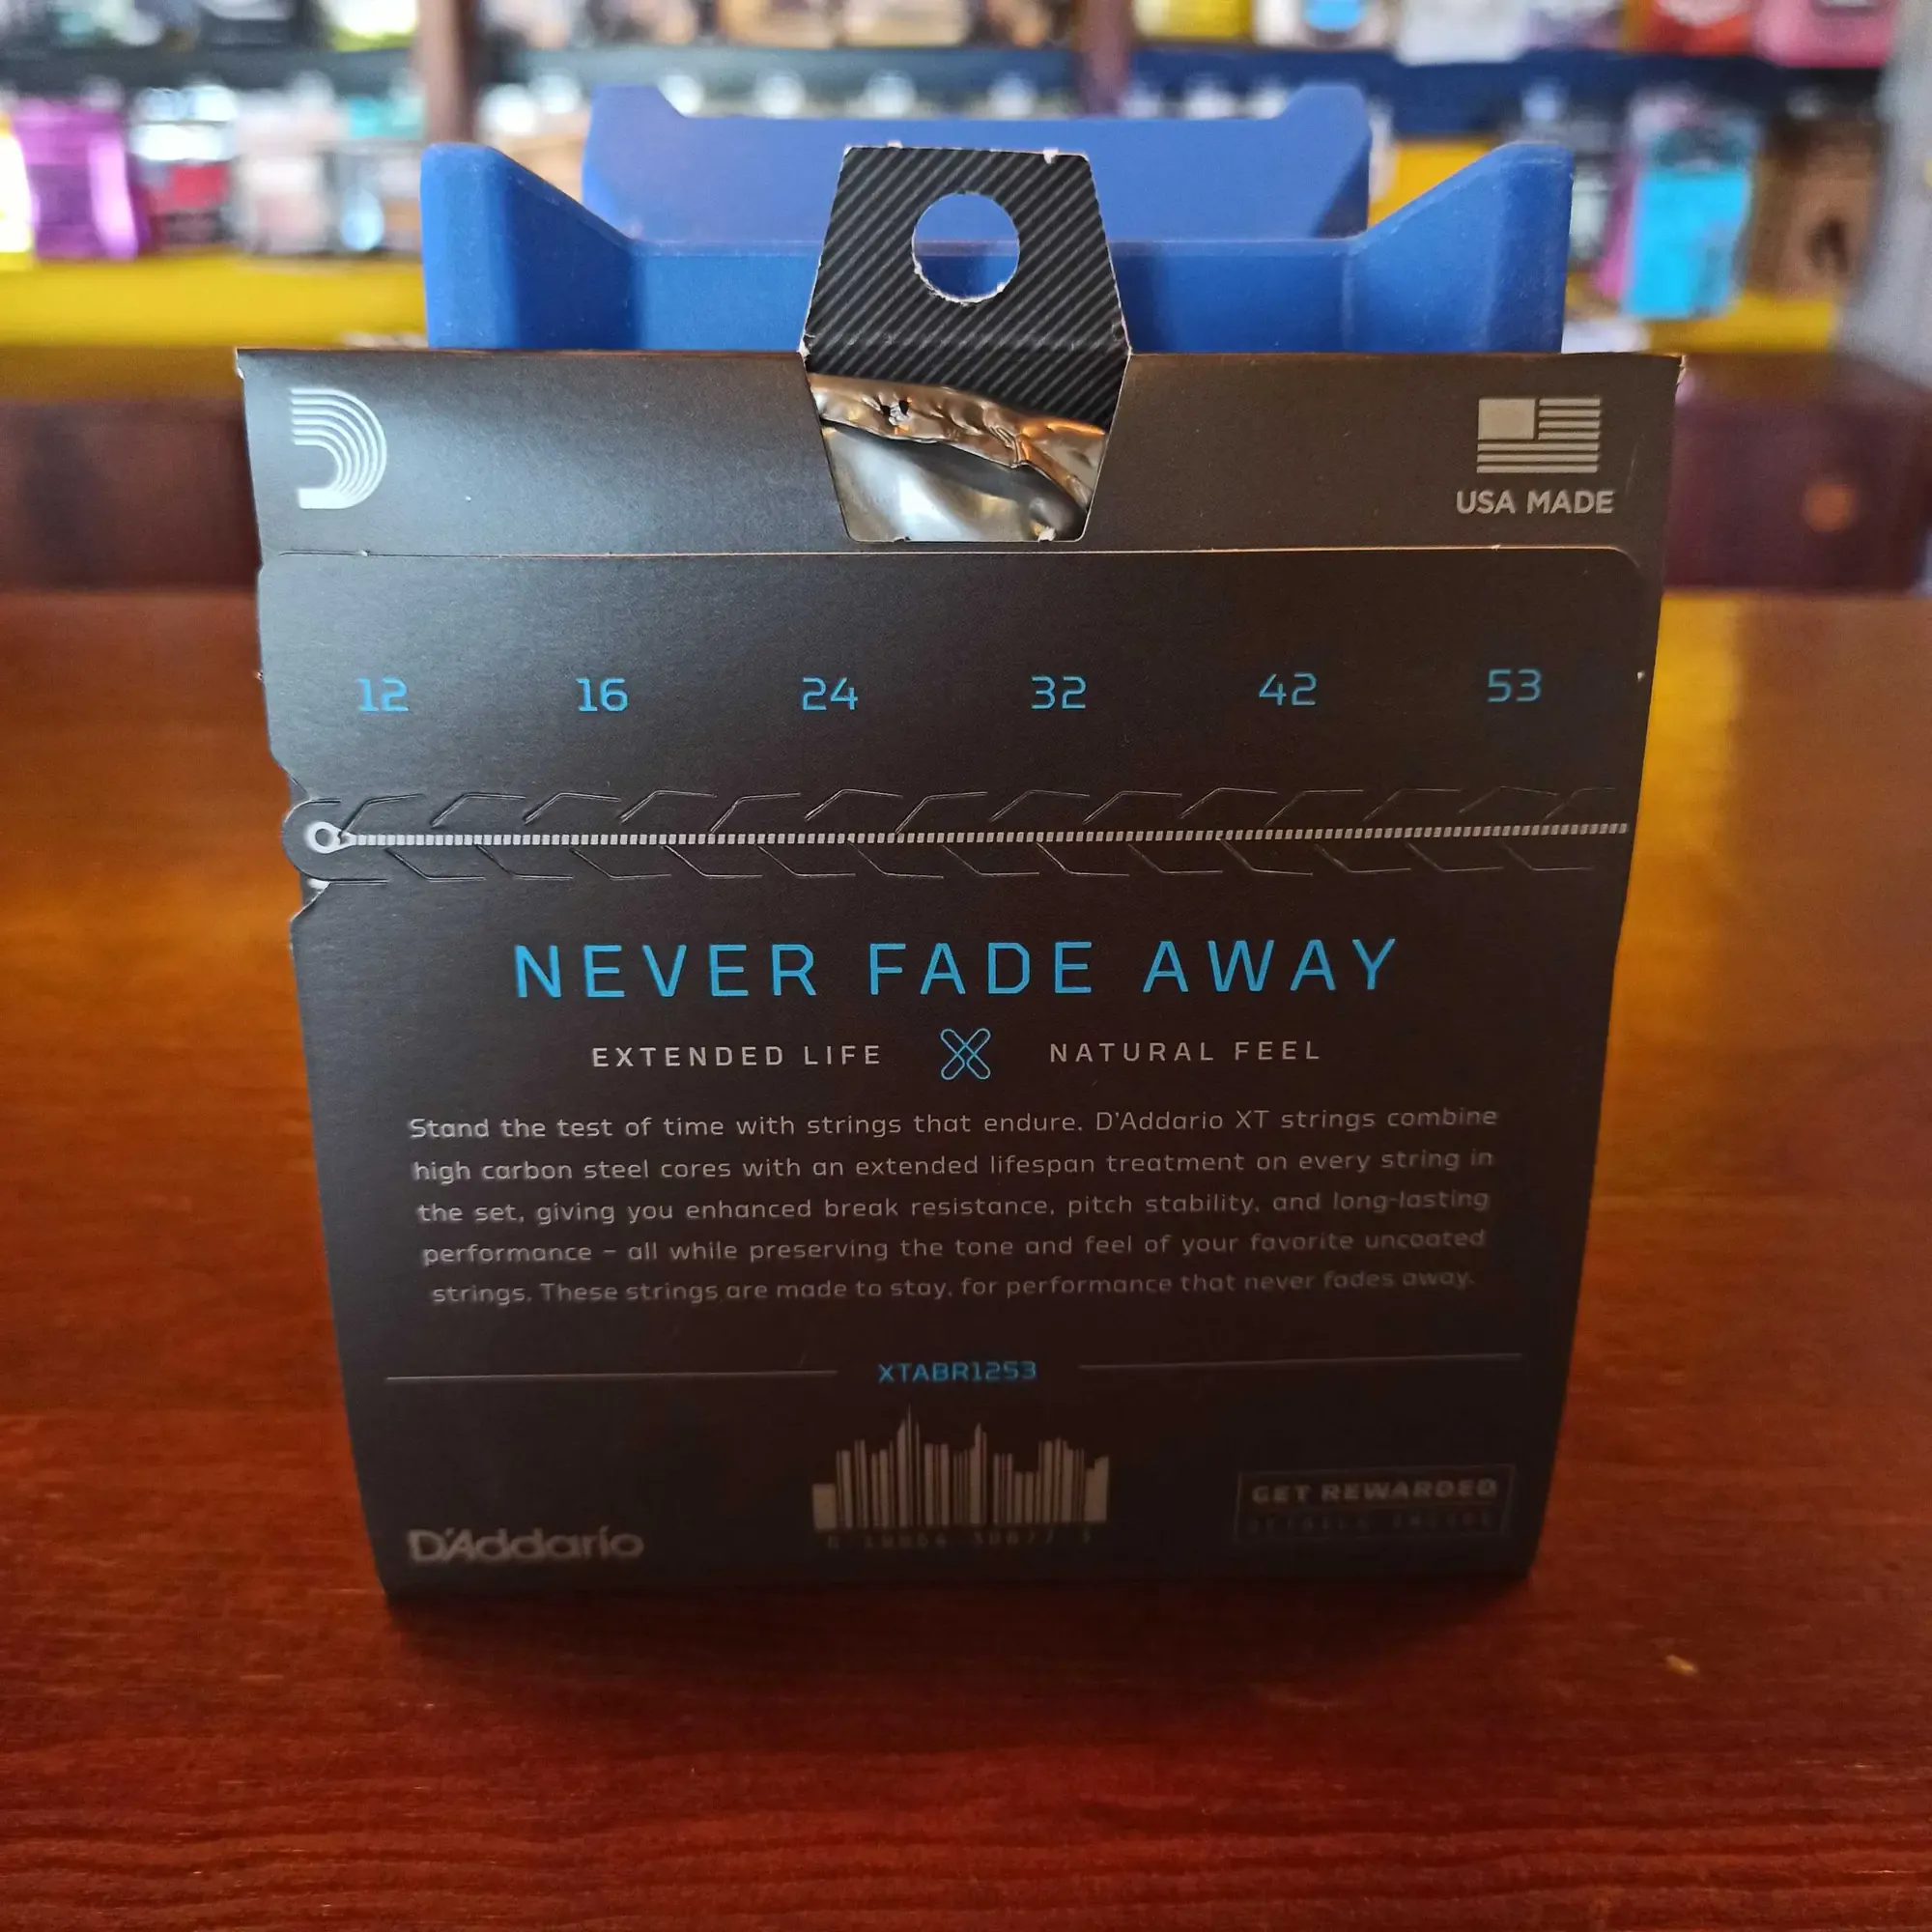 USA MADE
12 16 24 32 42 53
NEVER FADE AWAY
EXTENDED LIFE NATURAL FEEL
Stand the test of time with strings that endure. D'Addario XT strings combine
high carbon steel cores with an extended lifespan treatment on every string in
the set, giving you enhanced break resistance, pitch stability, and long-lasting
performance – all while preserving the tone and feel of your favorite uncoated
strings. These strings are made to stay, for performance that never fades away.
XTABR1253
D'Addario
GET REWARDED